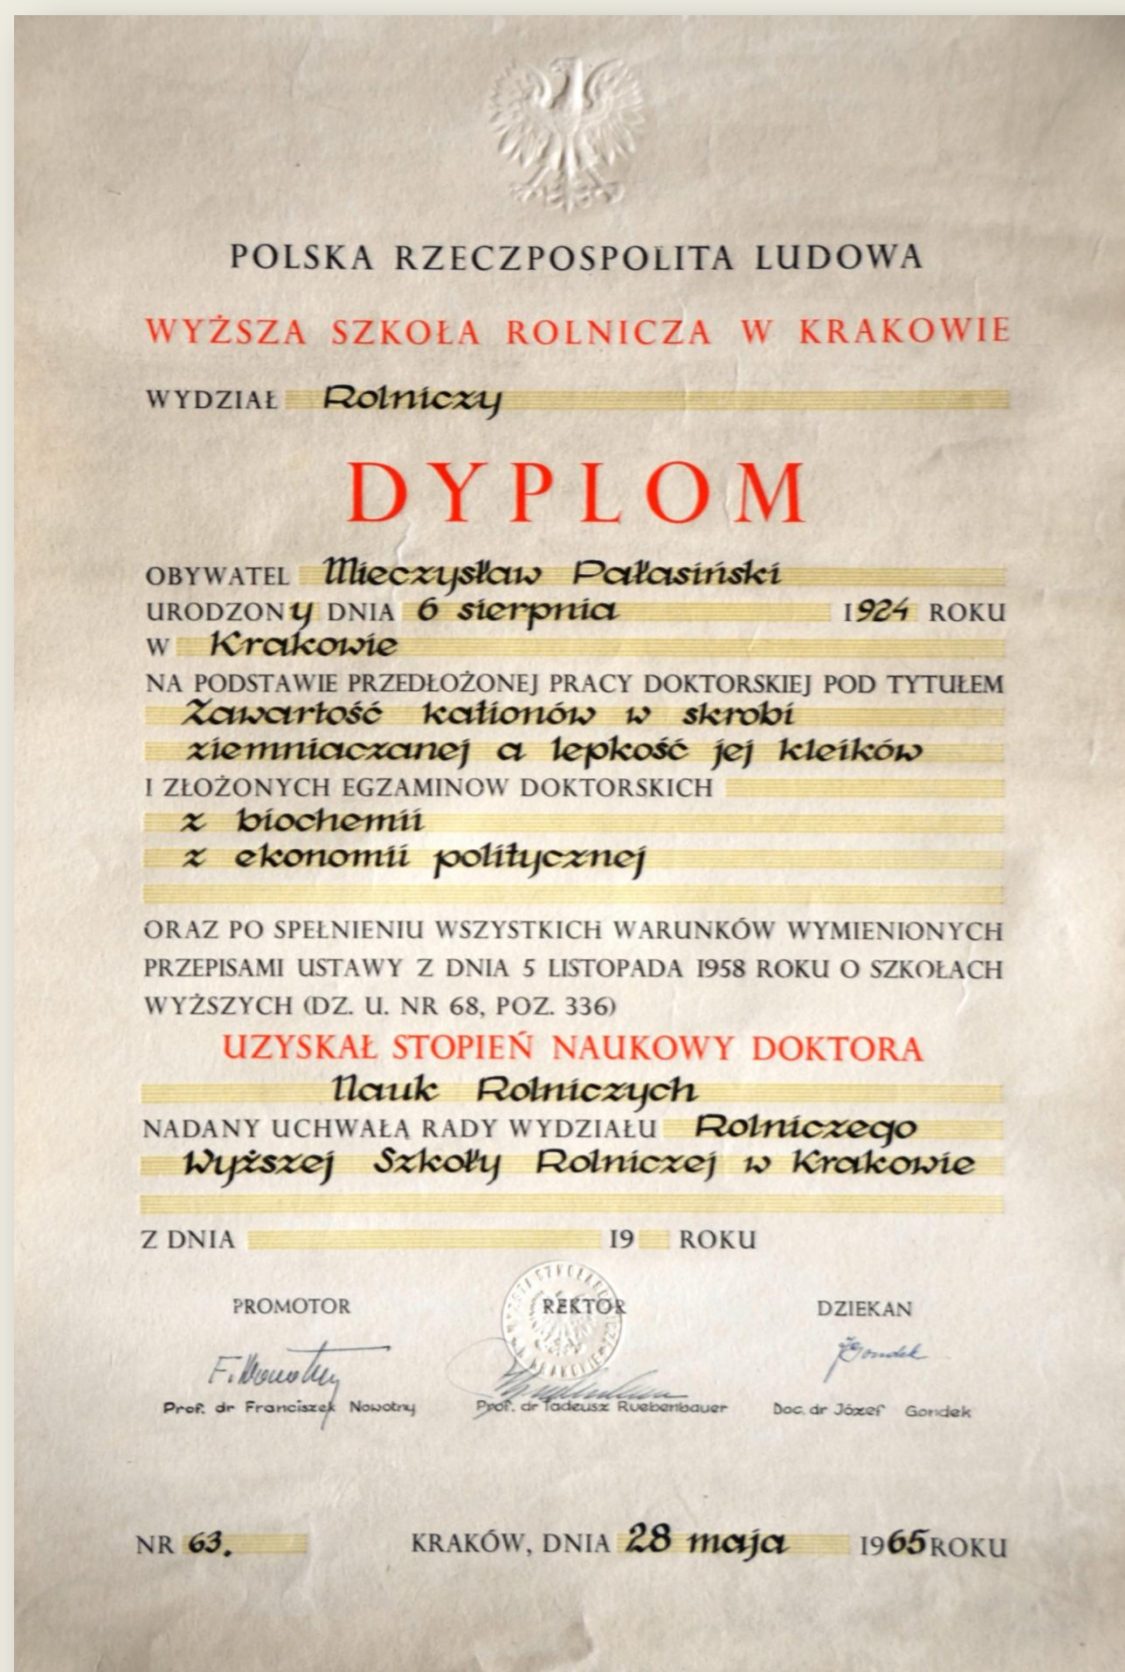 POLSKA RZECZPOSPOLITA LUDOWA
WYŻSZA SZKOŁA ROLNICZA W KRAKOWIE
WYDZIAŁ Rolniczy
DYPLOM
OBYWATEL Mieczysław Pałasiński
URODZONY DNIA 6 sierpnia 1924 ROKU
W Krakowie
NA PODSTAWIE PRZEDŁOŻONEJ PRACY DOKTORSKIEJ POD TYTUŁEM
Zawartość kationów w skrobi
ziemniaczanej a lepkość jej kleików
I ZŁOŻONYCH EGZAMINOW DOKTORSKICH
z biochemii
z ekonomii politycznej
ORAZ PO SPEŁNIENIU WSZYSTKICH WARUNKÓW WYMIENIONYCH
PRZEPISAMI USTAWY Z DNIA 5 LISTOPADA 1958 ROKU O SZKOŁACH
WYŻSZYCH (DZ. U. NR 68, POZ. 336)
UZYSKAŁ STOPIEŃ NAUKOWY DOKTORA
Nauk Rolniczych
NADANY UCHWAŁĄ RADY WYDZIAŁU Rolniczego
Wyższej Szkoły Rolniczej w Krakowie
Z DNIA 19 ROKU
PROMOTOR REKTOR DZIEKAN
F. Nowotny Gondek
Prof. dr Franciszek Nowotny Prof. dr Tadeusz Ruebenbauer Doc. dr Józef Gondek
NR 63. KRAKÓW, DNIA 28 maja 1965 ROKU